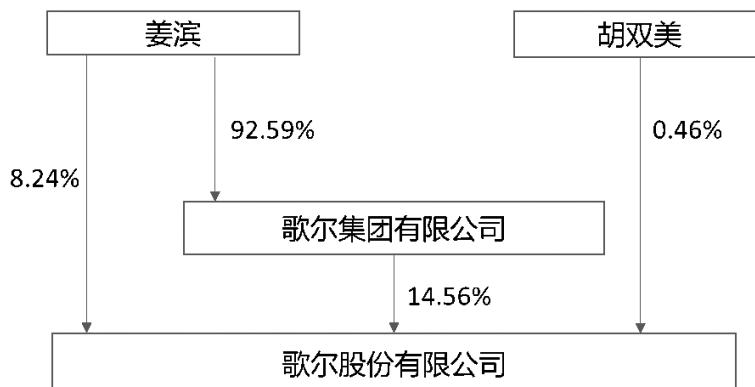 姜滨
胡双美
92.59%
0.46%
8.24%
歌尔集团有限公司
14.56%
歌尔股份有限公司